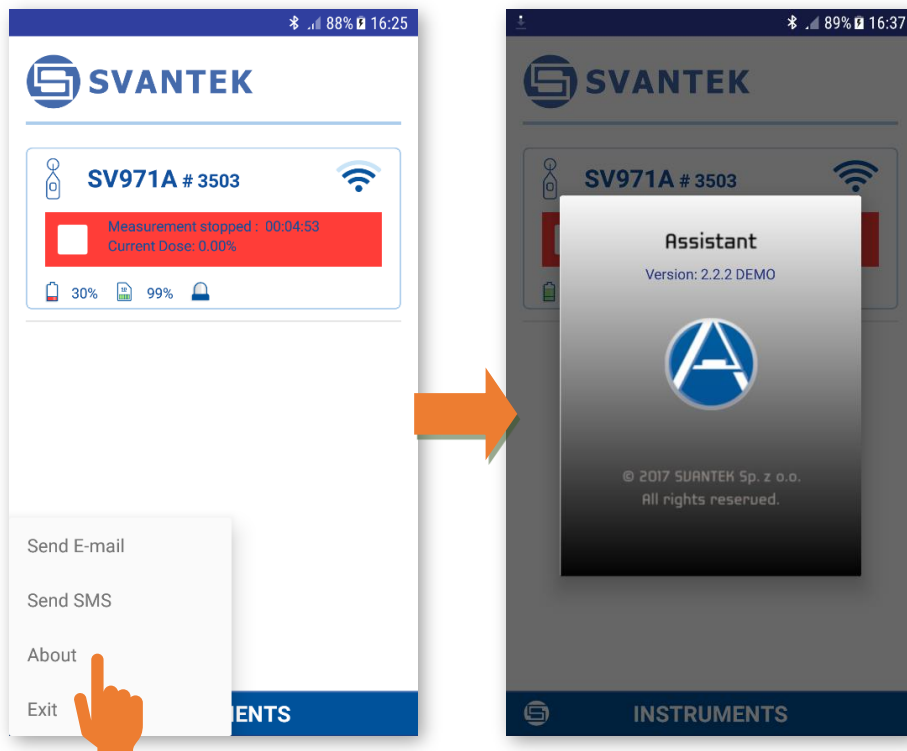 88% 16:25
SVANTEK
SV971A # 3503
Measurement stopped : 00:04:53
Current Dose: 0.00%
30% 99%
Send E-mail
Send SMS
About
Exit
ENTS
89% 16:37
SVANTEK
SV971A # 3503
Assistant
Version: 2.2.2 DEMO
© 2017 SVANTEK Sp. z o.o.
All rights reserved.
INSTRUMENTS